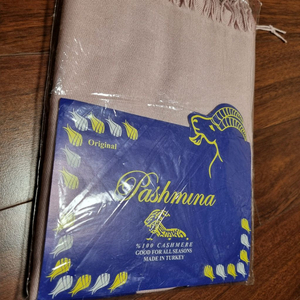 Original
Pashmina
%100 CASHMERE
GOOD FOR ALL SEASONS
MADE IN TURKEY